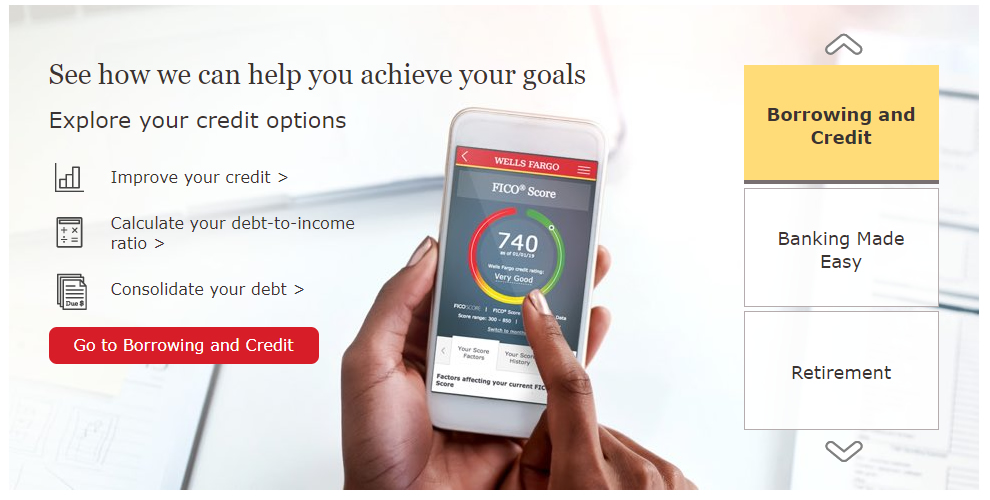 See how we can help you achieve your goals
Explore your credit options
Improve your credit >
Calculate your debt-to-income
ratio >
Due $
Consolidate your debt >
Go to Borrowing and Credit
WELLS FARGO
FICO® Score
740
as of 01/01/19
Wells Fargo credit rating:
Very Good
FICO SCORE | FICO® Score Data
Score range: 300 - 850 |
Switch to month
Your Score
Factors
Your Score
History
Factors affecting your current FICO
Score
Borrowing and
Credit
Banking Made
Easy
Retirement